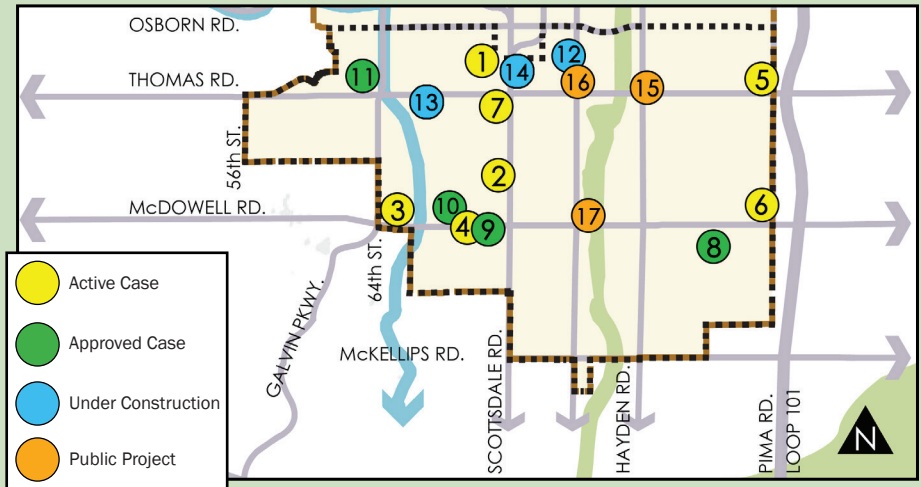 OSBORN RD.
1
12
14
11
16
5
THOMAS RD.
15
13
7
56th ST.
2
McDOWELL RD.
3
10
6
17
4
9
8
64th ST.
Active Case
GALVIN PKWY.
Approved Case
McKELLIPS RD.
SCOTTSDALE RD.
HAYDEN RD.
PIMA RD.
LOOP 101
Under Construction
N
Public Project